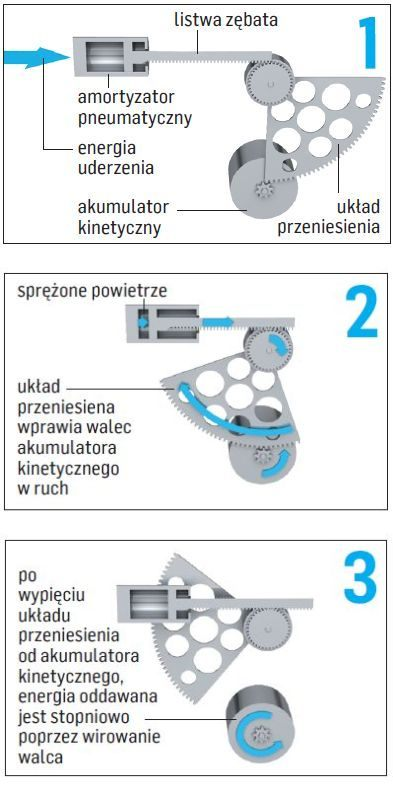 listwa zębata
1
amortyzator
pneumatyczny
energia
uderzenia
akumulator
kinetyczny
układ
przeniesienia
2
sprężone powietrze
układ
przeniesiena
wprawia walec
akumulatora
kinetycznego
w ruch
3
po
wypięciu
układu
przeniesienia
od akumulatora
kinetycznego,
energia oddawana
jest stopniowo
poprzez wirowanie
walca